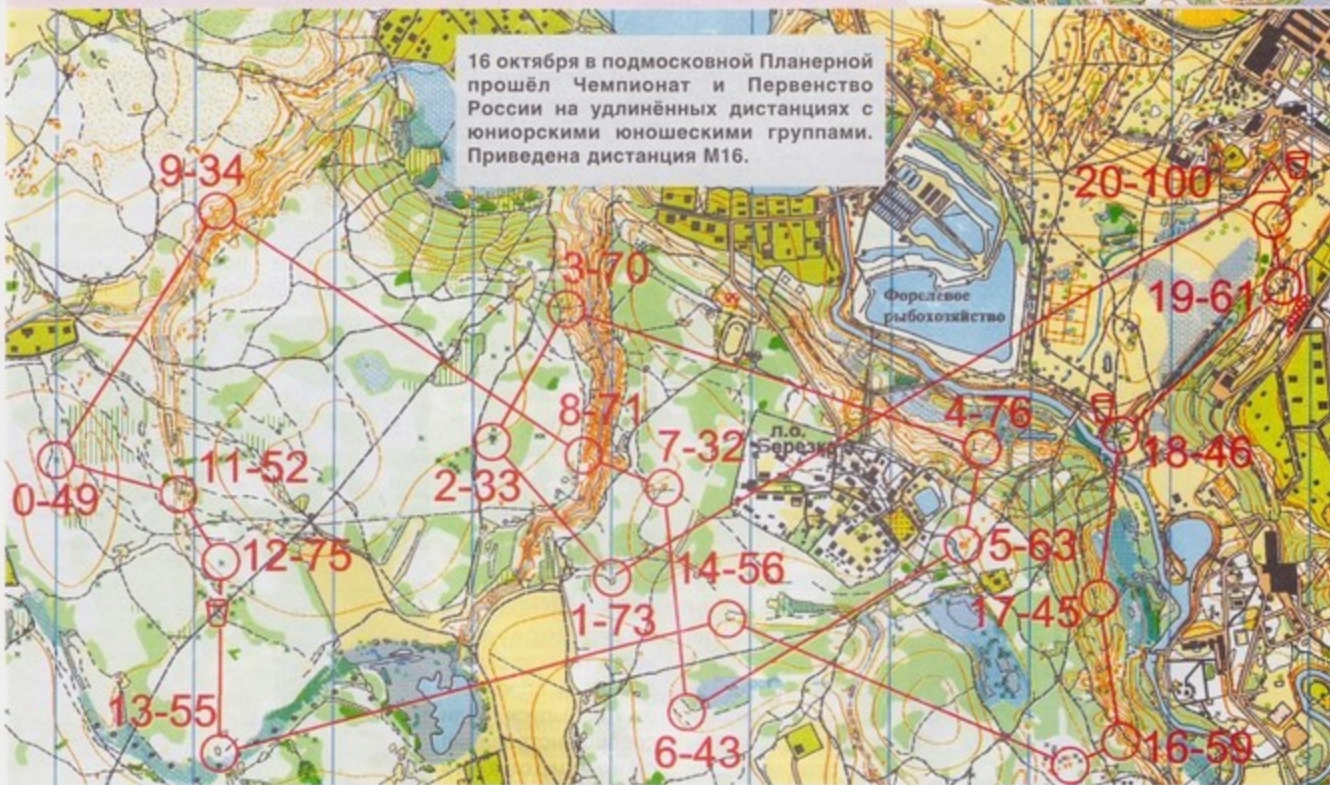 16 октября в подмосковной Планерной
прошёл Чемпионат и Первенство
России на удлинённых дистанциях с
юниорскими юношескими группами.
Приведена дистанция М16.
9-34
20-100
3-70
19-61
Форелевое
рыбохозяйство
8-71
4-76
7-32
л.о.
Березка
18-46
11-52
2-33
0-49
12-75
14-56
5-63
1-73
17-45
13-55
6-43
16-59